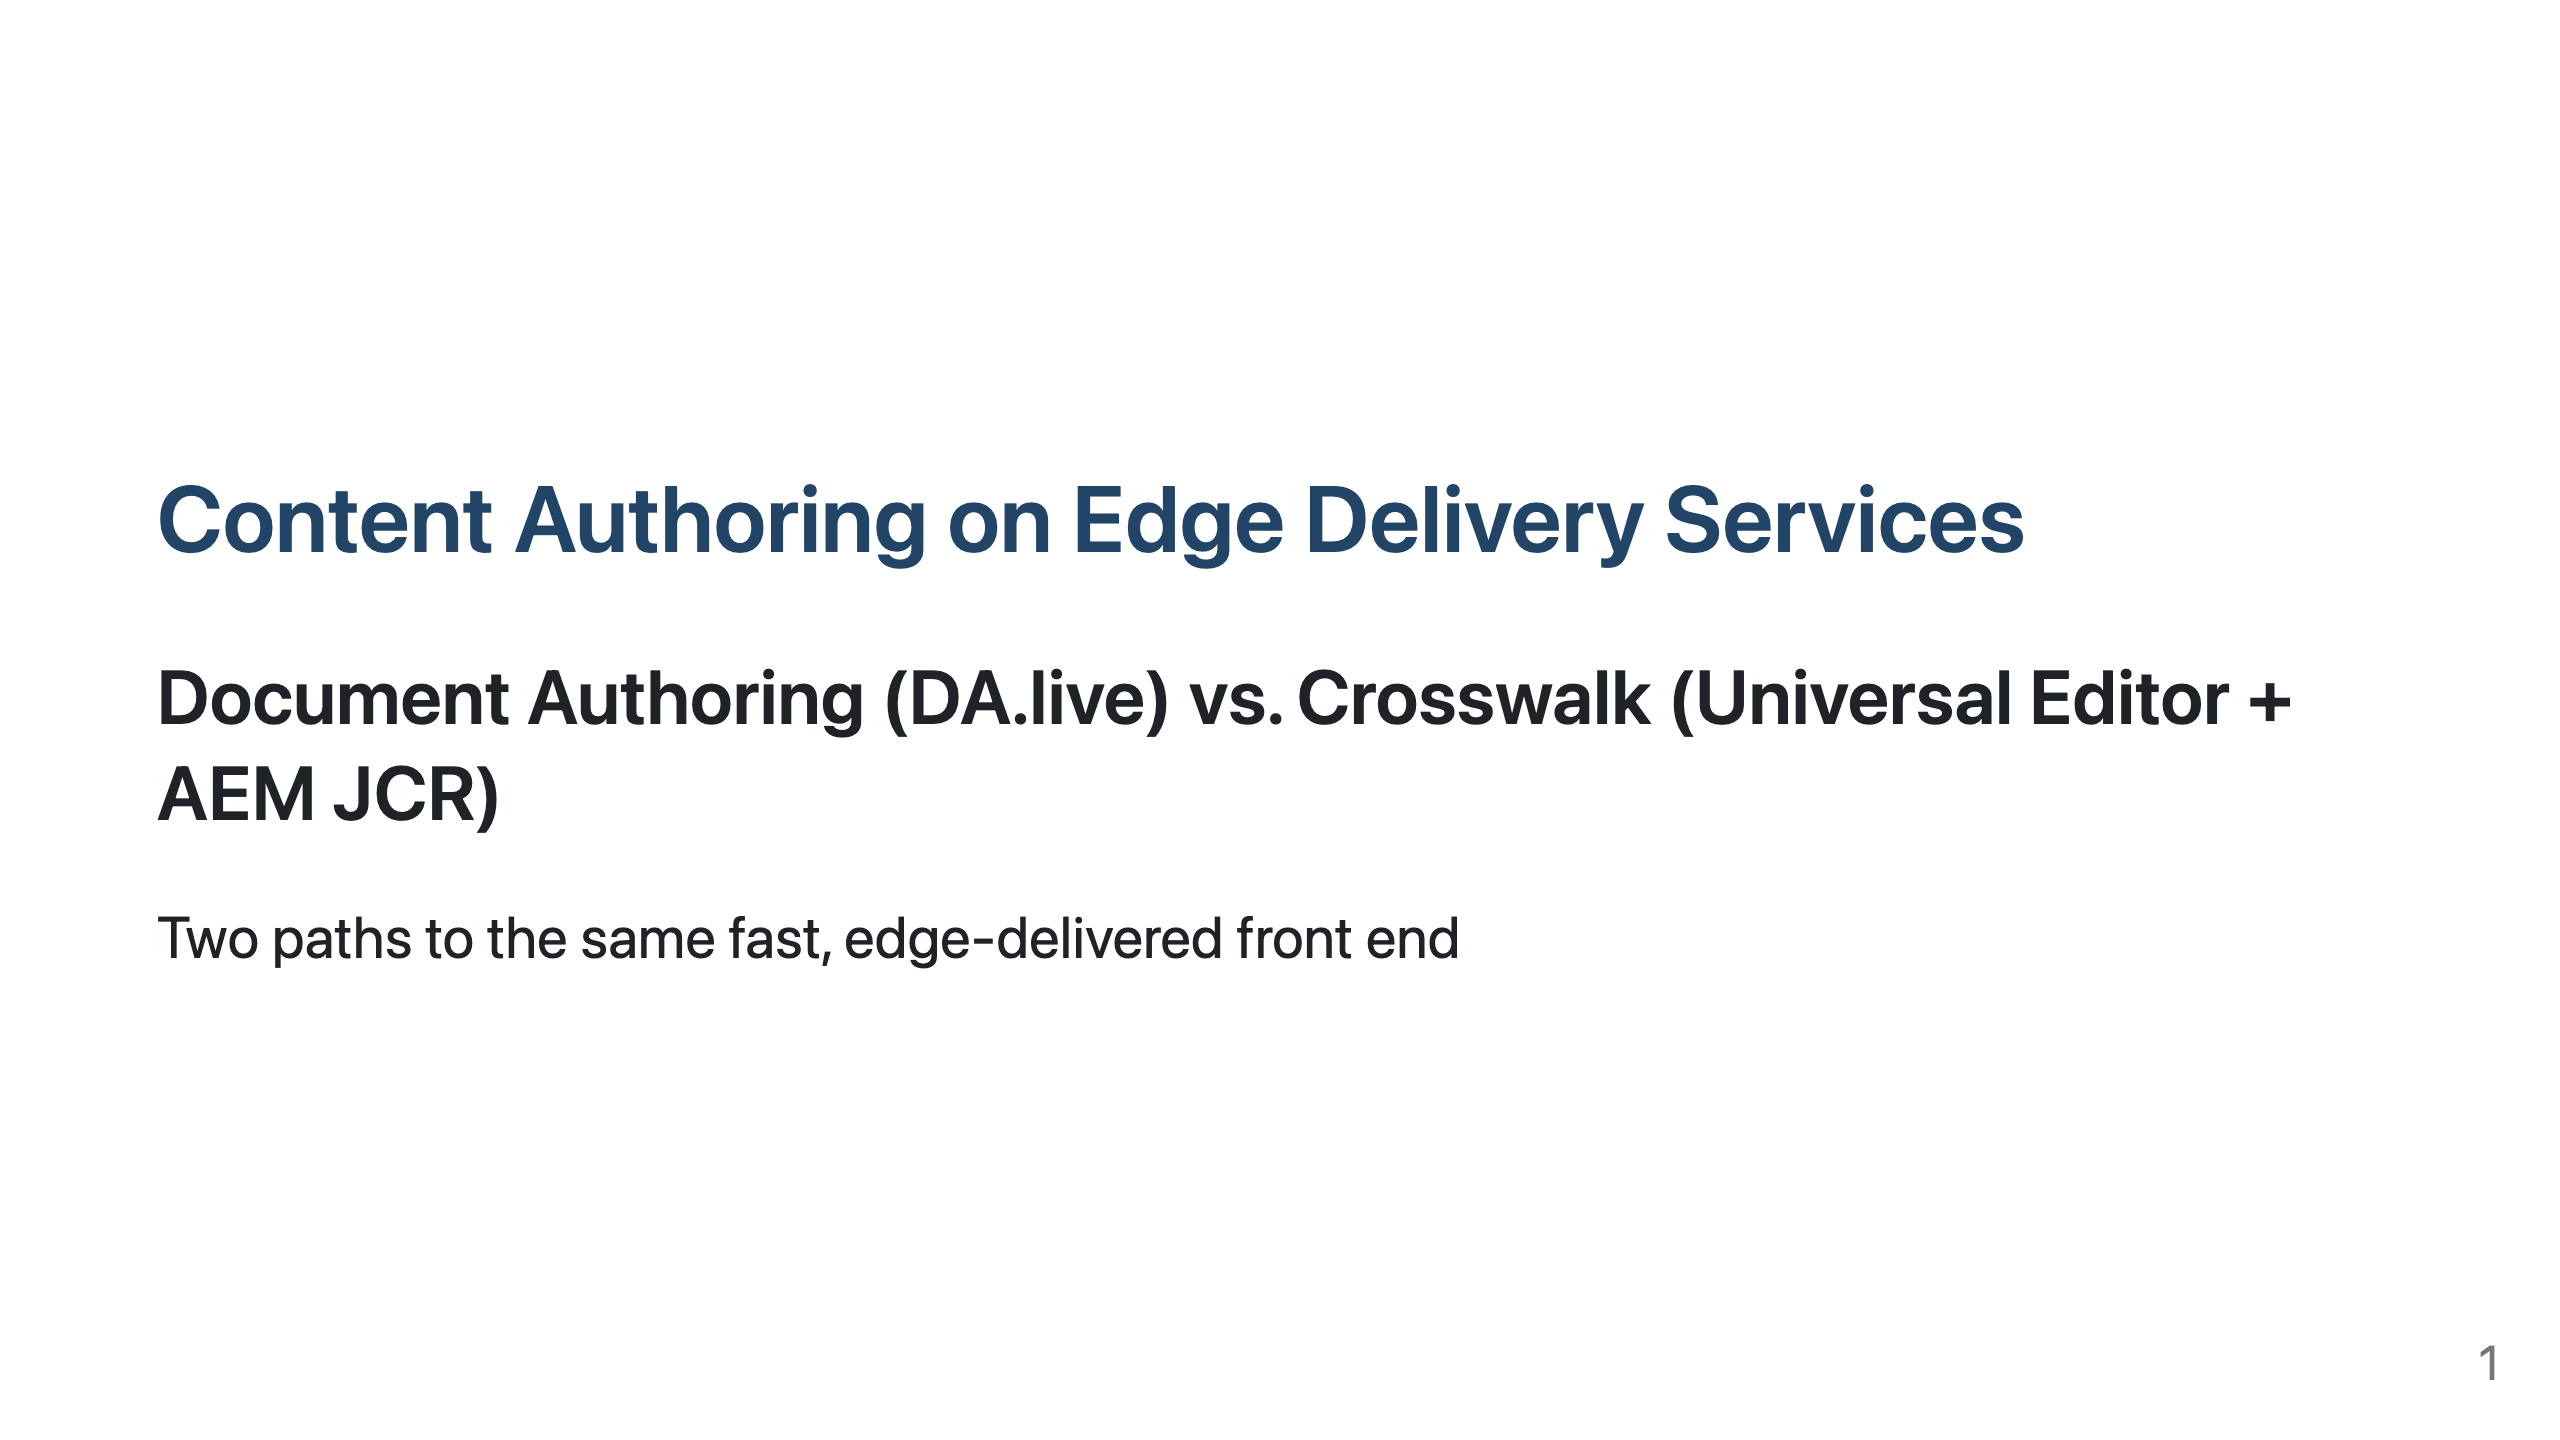 Content Authoring on Edge Delivery Services
Document Authoring (DA.live) vs. Crosswalk (Universal Editor +
AEM JCR)
Two paths to the same fast, edge-delivered front end
1